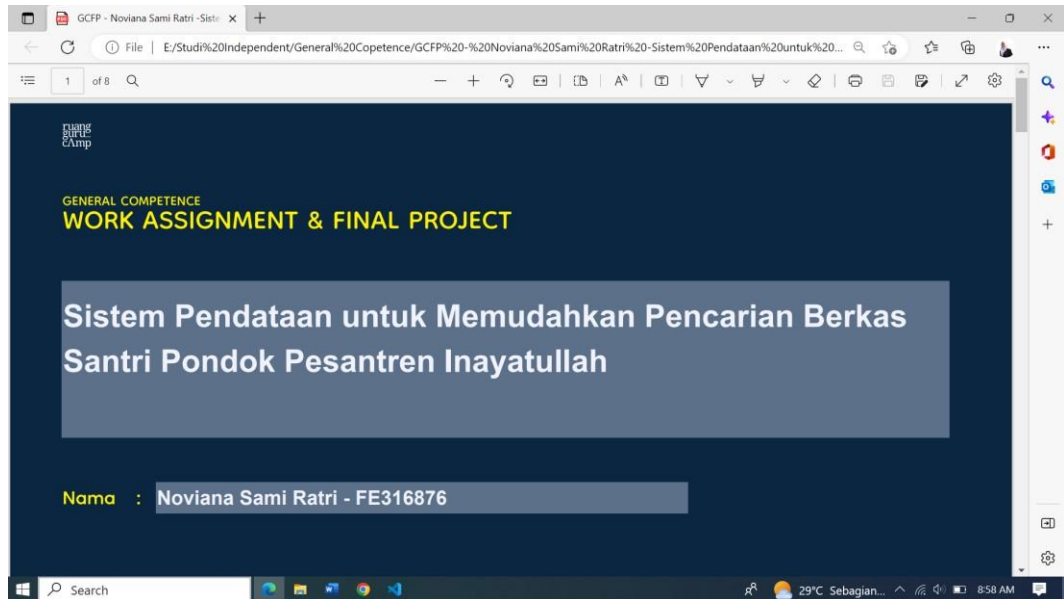 GCFP - Noviana Sami Ratri -Siste
File | E:/Studi%20Independent/General%20Copetence/GCFP%20-%20Noviana%20Sami%20Ratri%20-Sistem%20Pendataan%20untuk%20...
1 of 8
ruang
guru
cAmp
GENERAL COMPETENCE
WORK ASSIGNMENT & FINAL PROJECT
Sistem Pendataan untuk Memudahkan Pencarian Berkas
Santri Pondok Pesantren Inayatullah
Nama : Noviana Sami Ratri - FE316876
Search
29°C Sebagian... 8:58 AM